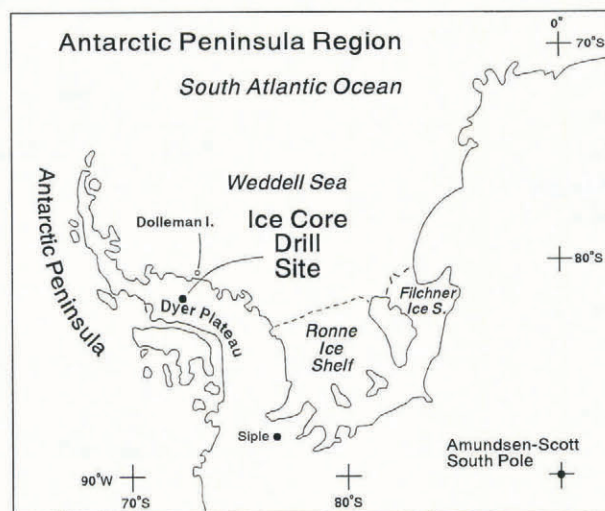 Antarctic Peninsula Region
0°
70°S
South Atlantic Ocean
Weddell Sea
Antarctic Peninsula
Dolleman I.
Ice Core
Drill
Site
80°S
Dyer Plateau
Filchner
Ice S.
Ronne
Ice
Shelf
Siple
Amundsen-Scott
South Pole
90°W
70°S
80°S